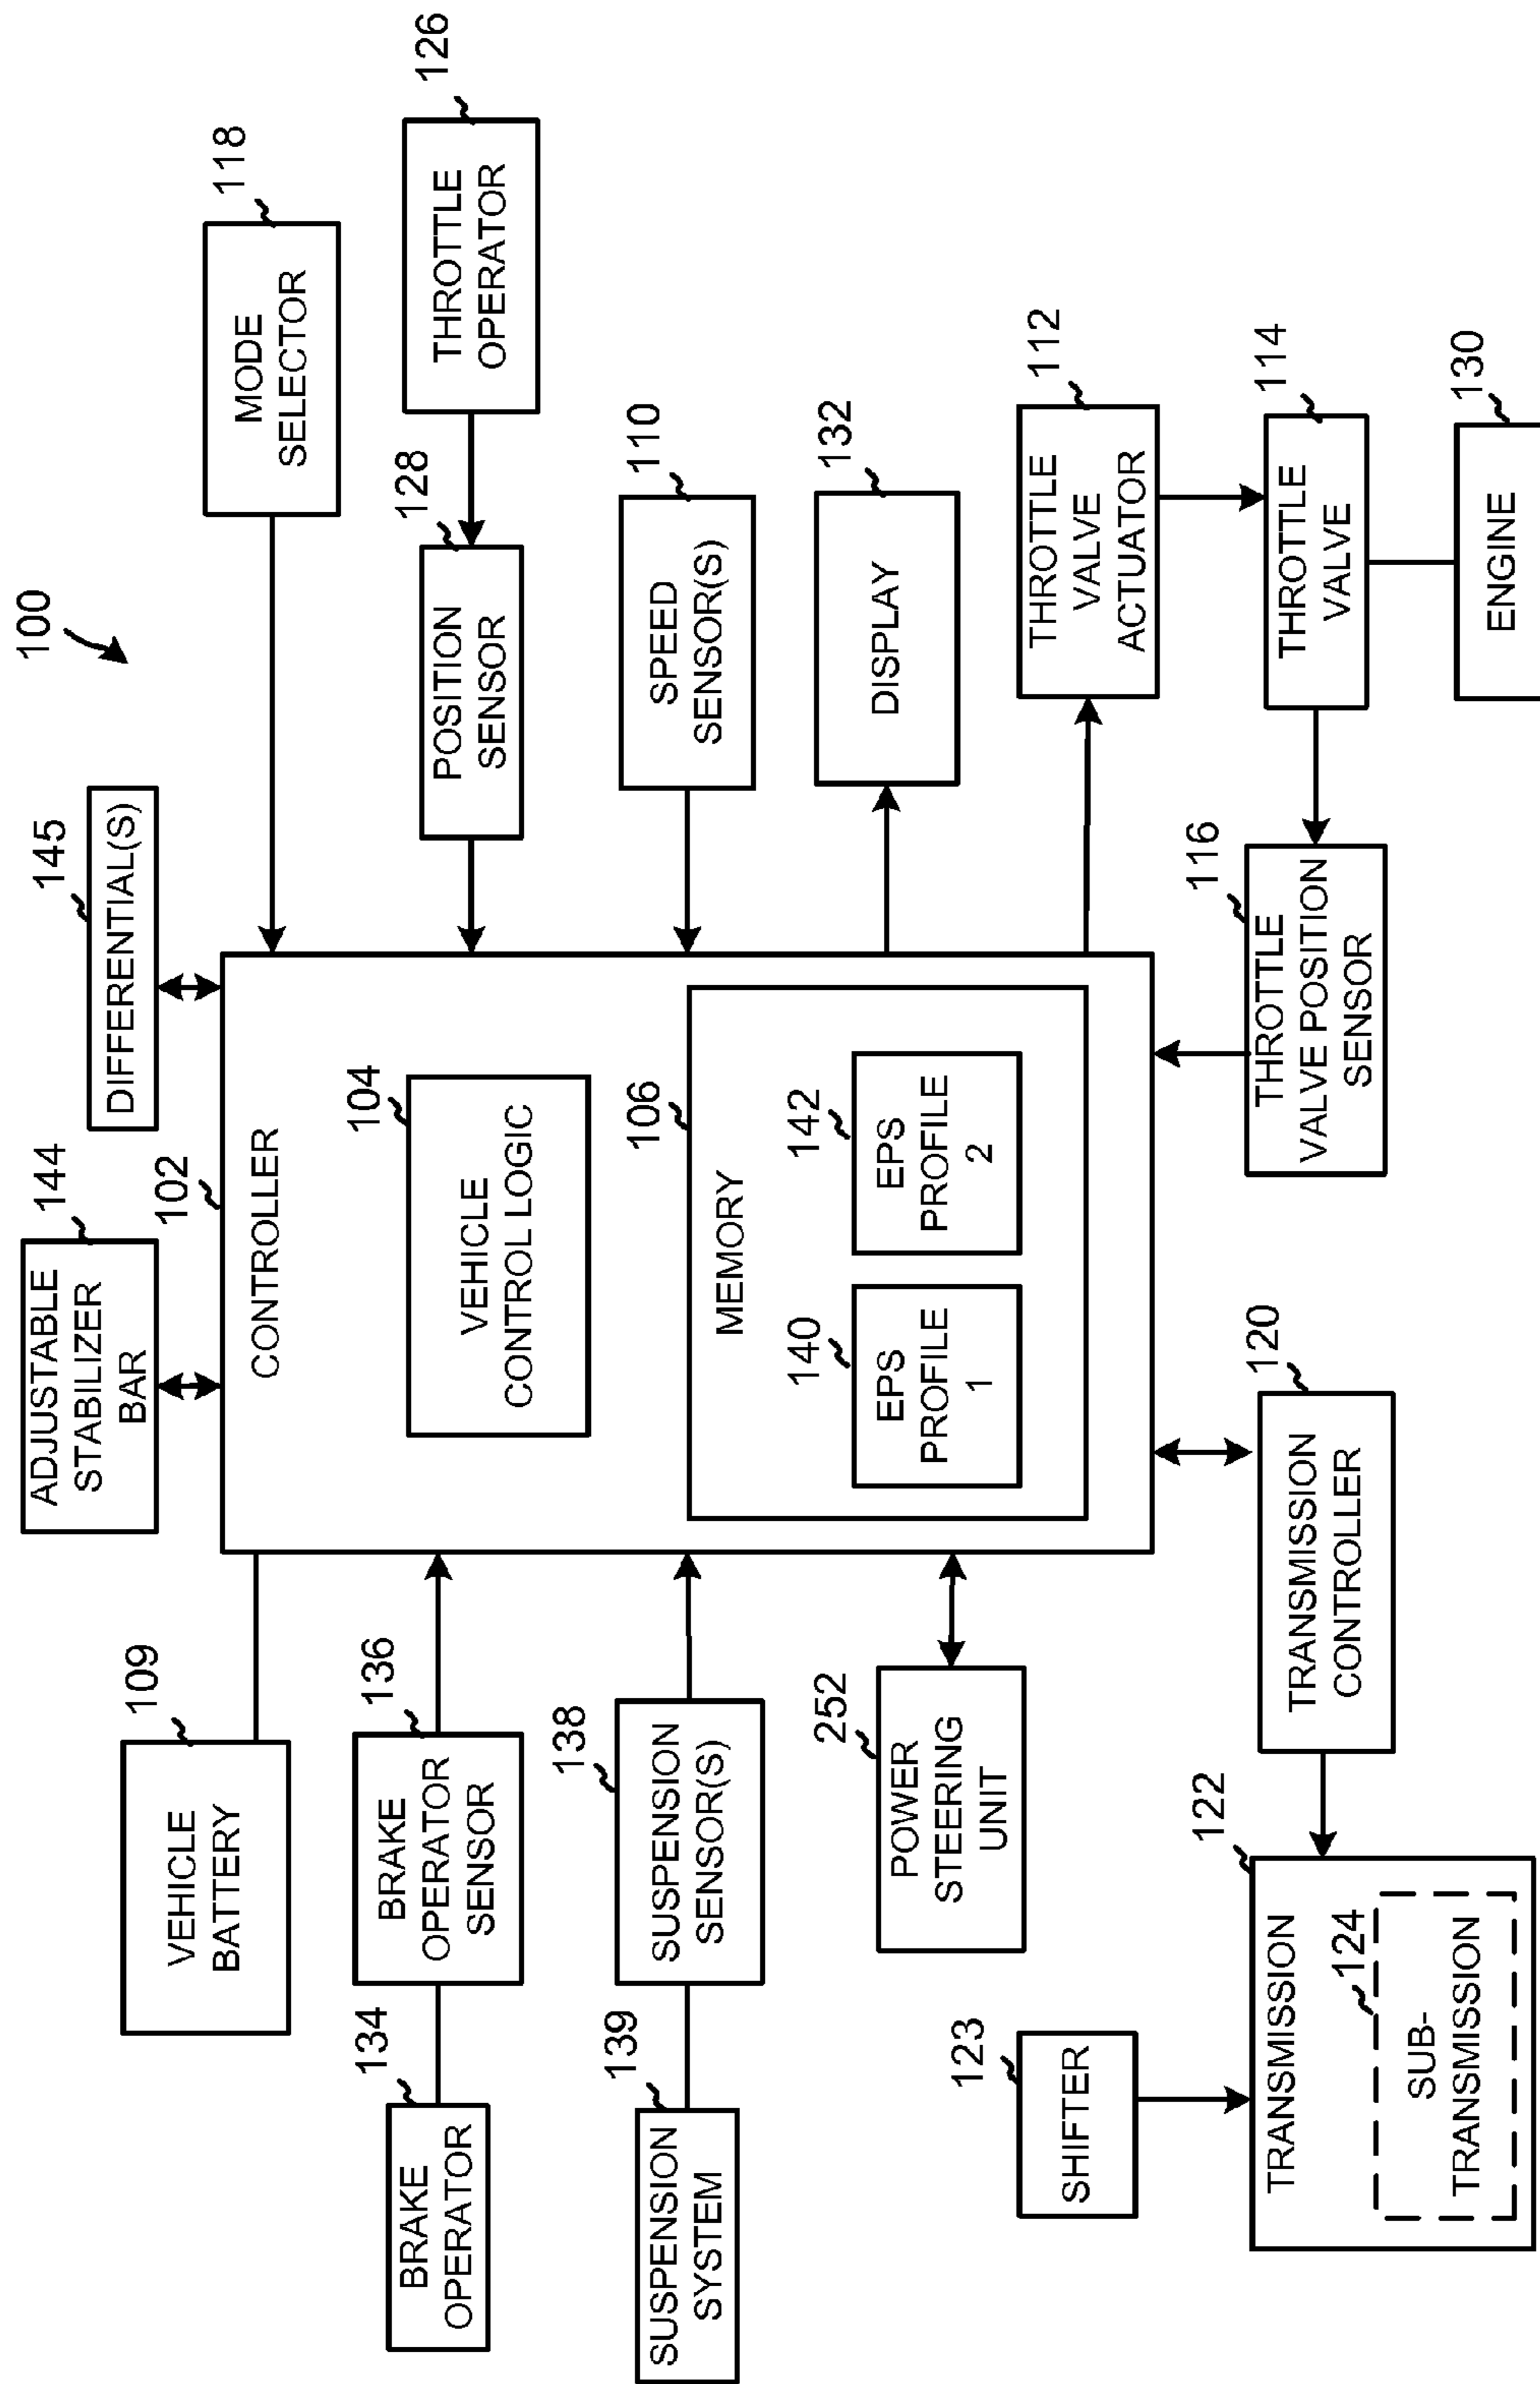 100
ADJUSTABLE
STABILIZER
BAR
144
DIFFERENTIAL(S)
145
VEHICLE
BATTERY
109
CONTROLLER
102
MODE
SELECTOR
118
BRAKE
OPERATOR
134
BRAKE
OPERATOR
SENSOR
136
VEHICLE
CONTROL LOGIC
104
POSITION
SENSOR
128
THROTTLE
OPERATOR
126
SUSPENSION
SYSTEM
139
SUSPENSION
SENSOR(S)
138
MEMORY
106
SPEED
SENSOR(S)
110
POWER
STEERING
UNIT
252
EPS
PROFILE
1
140
EPS
PROFILE
2
142
DISPLAY
132
SHIFTER
123
THROTTLE
VALVE
ACTUATOR
112
TRANSMISSION
122
SUB-
TRANSMISSION
124
TRANSMISSION
CONTROLLER
120
THROTTLE
VALVE POSITION
SENSOR
116
THROTTLE
VALVE
114
ENGINE
130